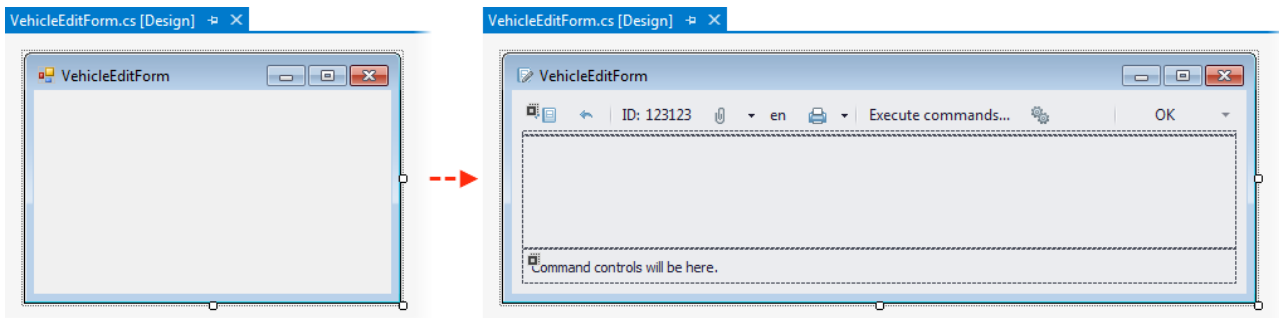 VehicleEditForm.cs [Design]
VehicleEditForm
VehicleEditForm.cs [Design]
VehicleEditForm
ID: 123123 en Execute commands... OK
Command controls will be here.